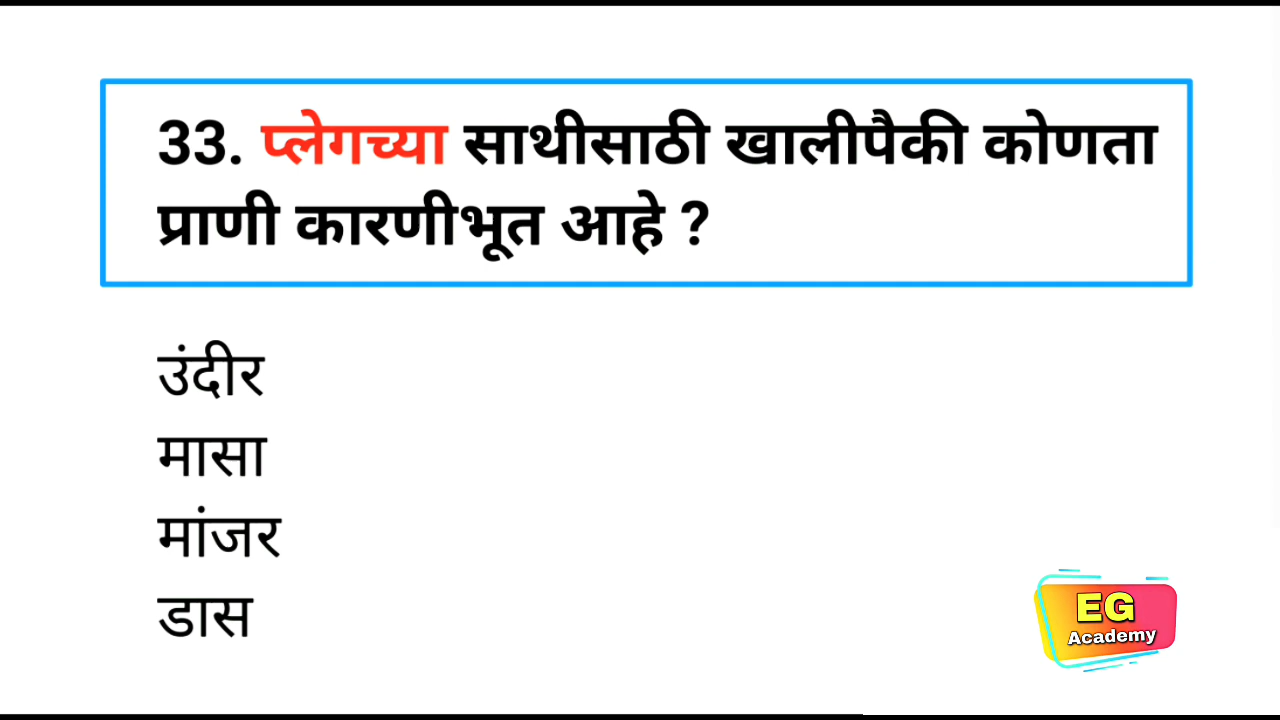 33. प्लेगच्या साथीसाठी खालीपैकी कोणता
प्राणी कारणीभूत आहे ?
उंदीर
मासा
मांजर
डास
EG
Academy